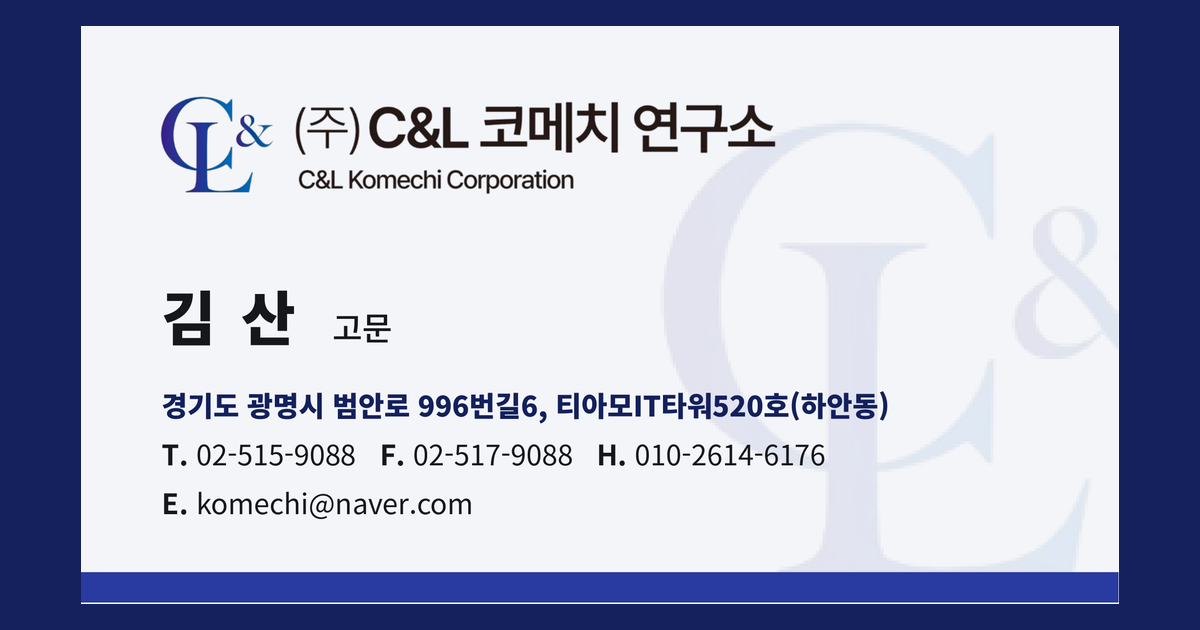 CL& (주) C&L 코메치 연구소
C&L Komechi Corporation
김 산 고문
경기도 광명시 범안로 996번길6, 티아모IT타워520호(하안동)
T. 02-515-9088 F. 02-517-9088 H. 010-2614-6176
E. komechi@naver.com
CL&